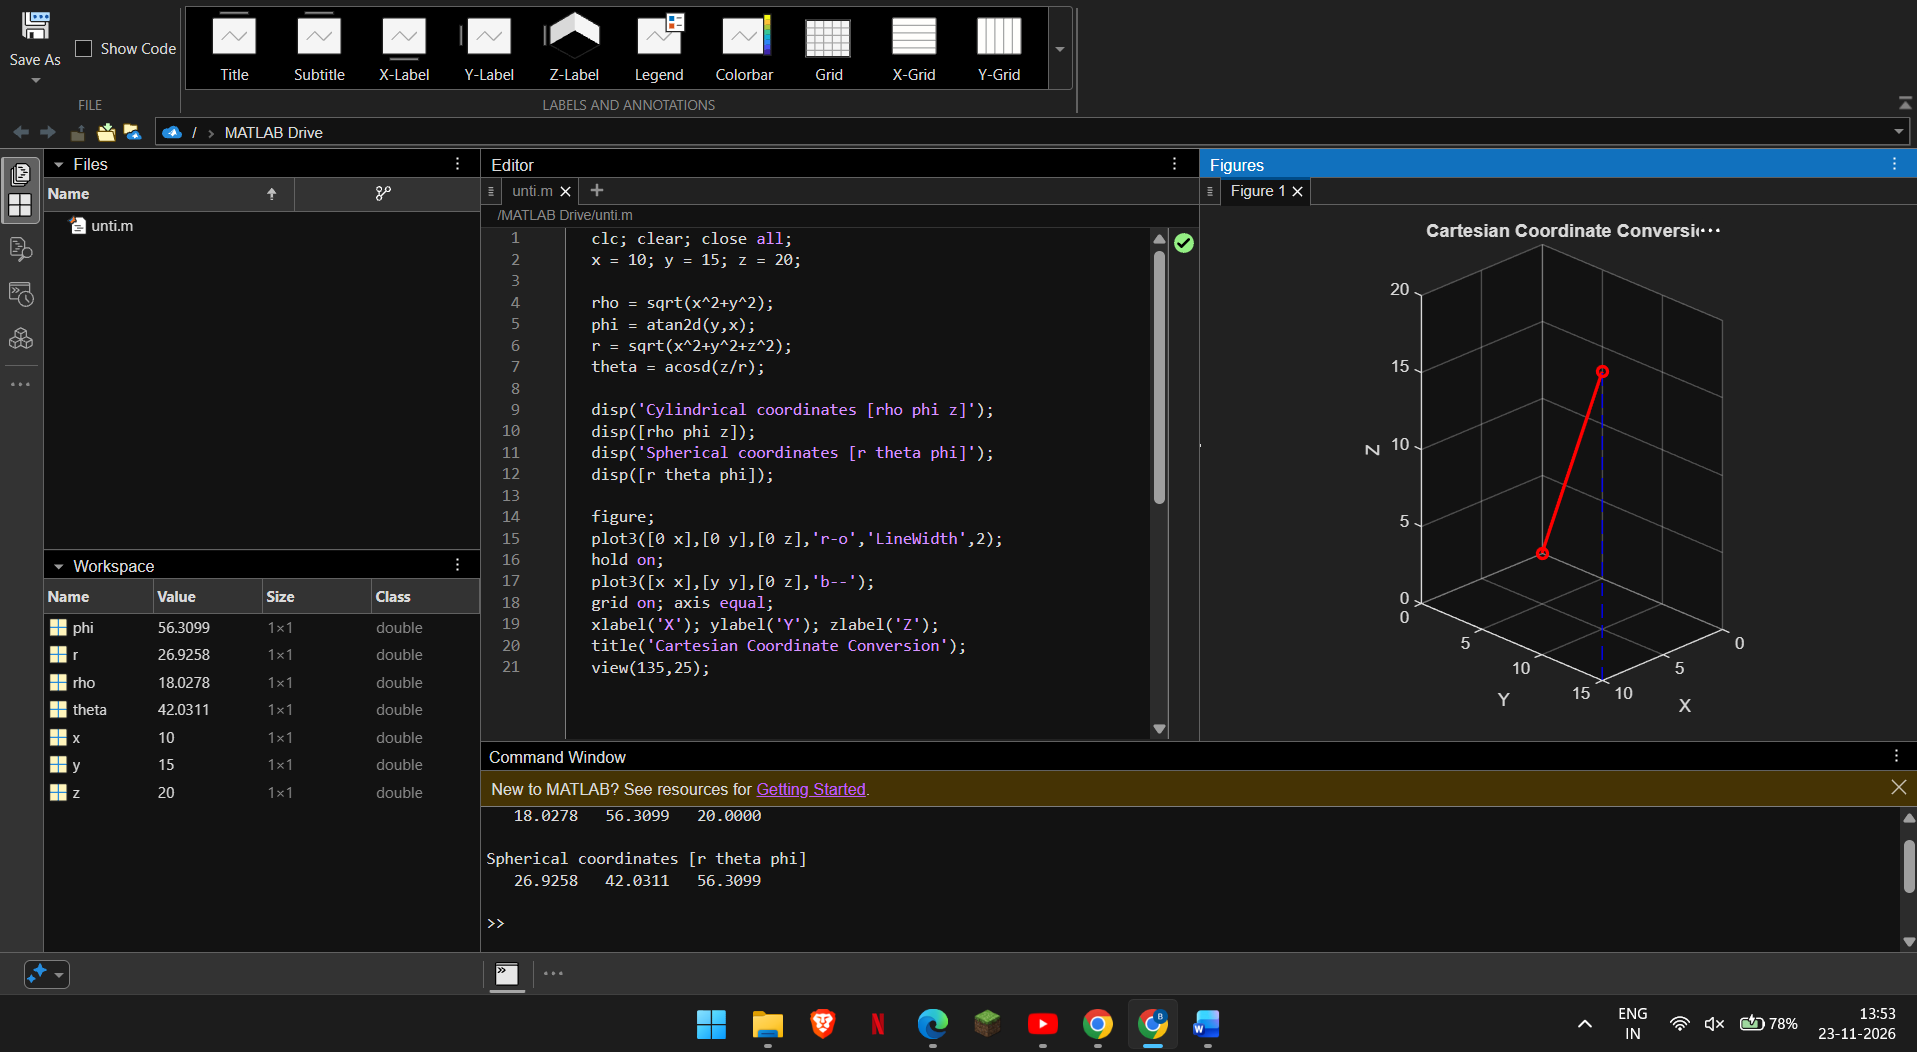 Save As
Show Code
FILE
Title
Subtitle
X-Label
Y-Label
Z-Label
Legend
Colorbar
Grid
X-Grid
Y-Grid
LABELS AND ANNOTATIONS
/ › MATLAB Drive
Files
Name
unti.m
Workspace
Name Value Size Class
phi 56.3099 1×1 double
r 26.9258 1×1 double
rho 18.0278 1×1 double
theta 42.0311 1×1 double
x 10 1×1 double
y 15 1×1 double
z 20 1×1 double
Editor
unti.m
/MATLAB Drive/unti.m
1 clc; clear; close all;
2 x = 10; y = 15; z = 20;
3
4 rho = sqrt(x^2+y^2);
5 phi = atan2d(y,x);
6 r = sqrt(x^2+y^2+z^2);
7 theta = acosd(z/r);
8
9 disp('Cylindrical coordinates [rho phi z]');
10 disp([rho phi z]);
11 disp('Spherical coordinates [r theta phi]');
12 disp([r theta phi]);
13
14 figure;
15 plot3([0 x],[0 y],[0 z],'r-o','LineWidth',2);
16 hold on;
17 plot3([x x],[y y],[0 z],'b--');
18 grid on; axis equal;
19 xlabel('X'); ylabel('Y'); zlabel('Z');
20 title('Cartesian Coordinate Conversion');
21 view(135,25);
Figures
Figure 1
Cartesian Coordinate Conversi···
20
15
Z
10
5
0
0
5
10
15
Y
10
5
0
X
Command Window
New to MATLAB? See resources for Getting Started.
18.0278 56.3099 20.0000
Spherical coordinates [r theta phi]
26.9258 42.0311 56.3099
>>
ENG
IN
78%
13:53
23-11-2026